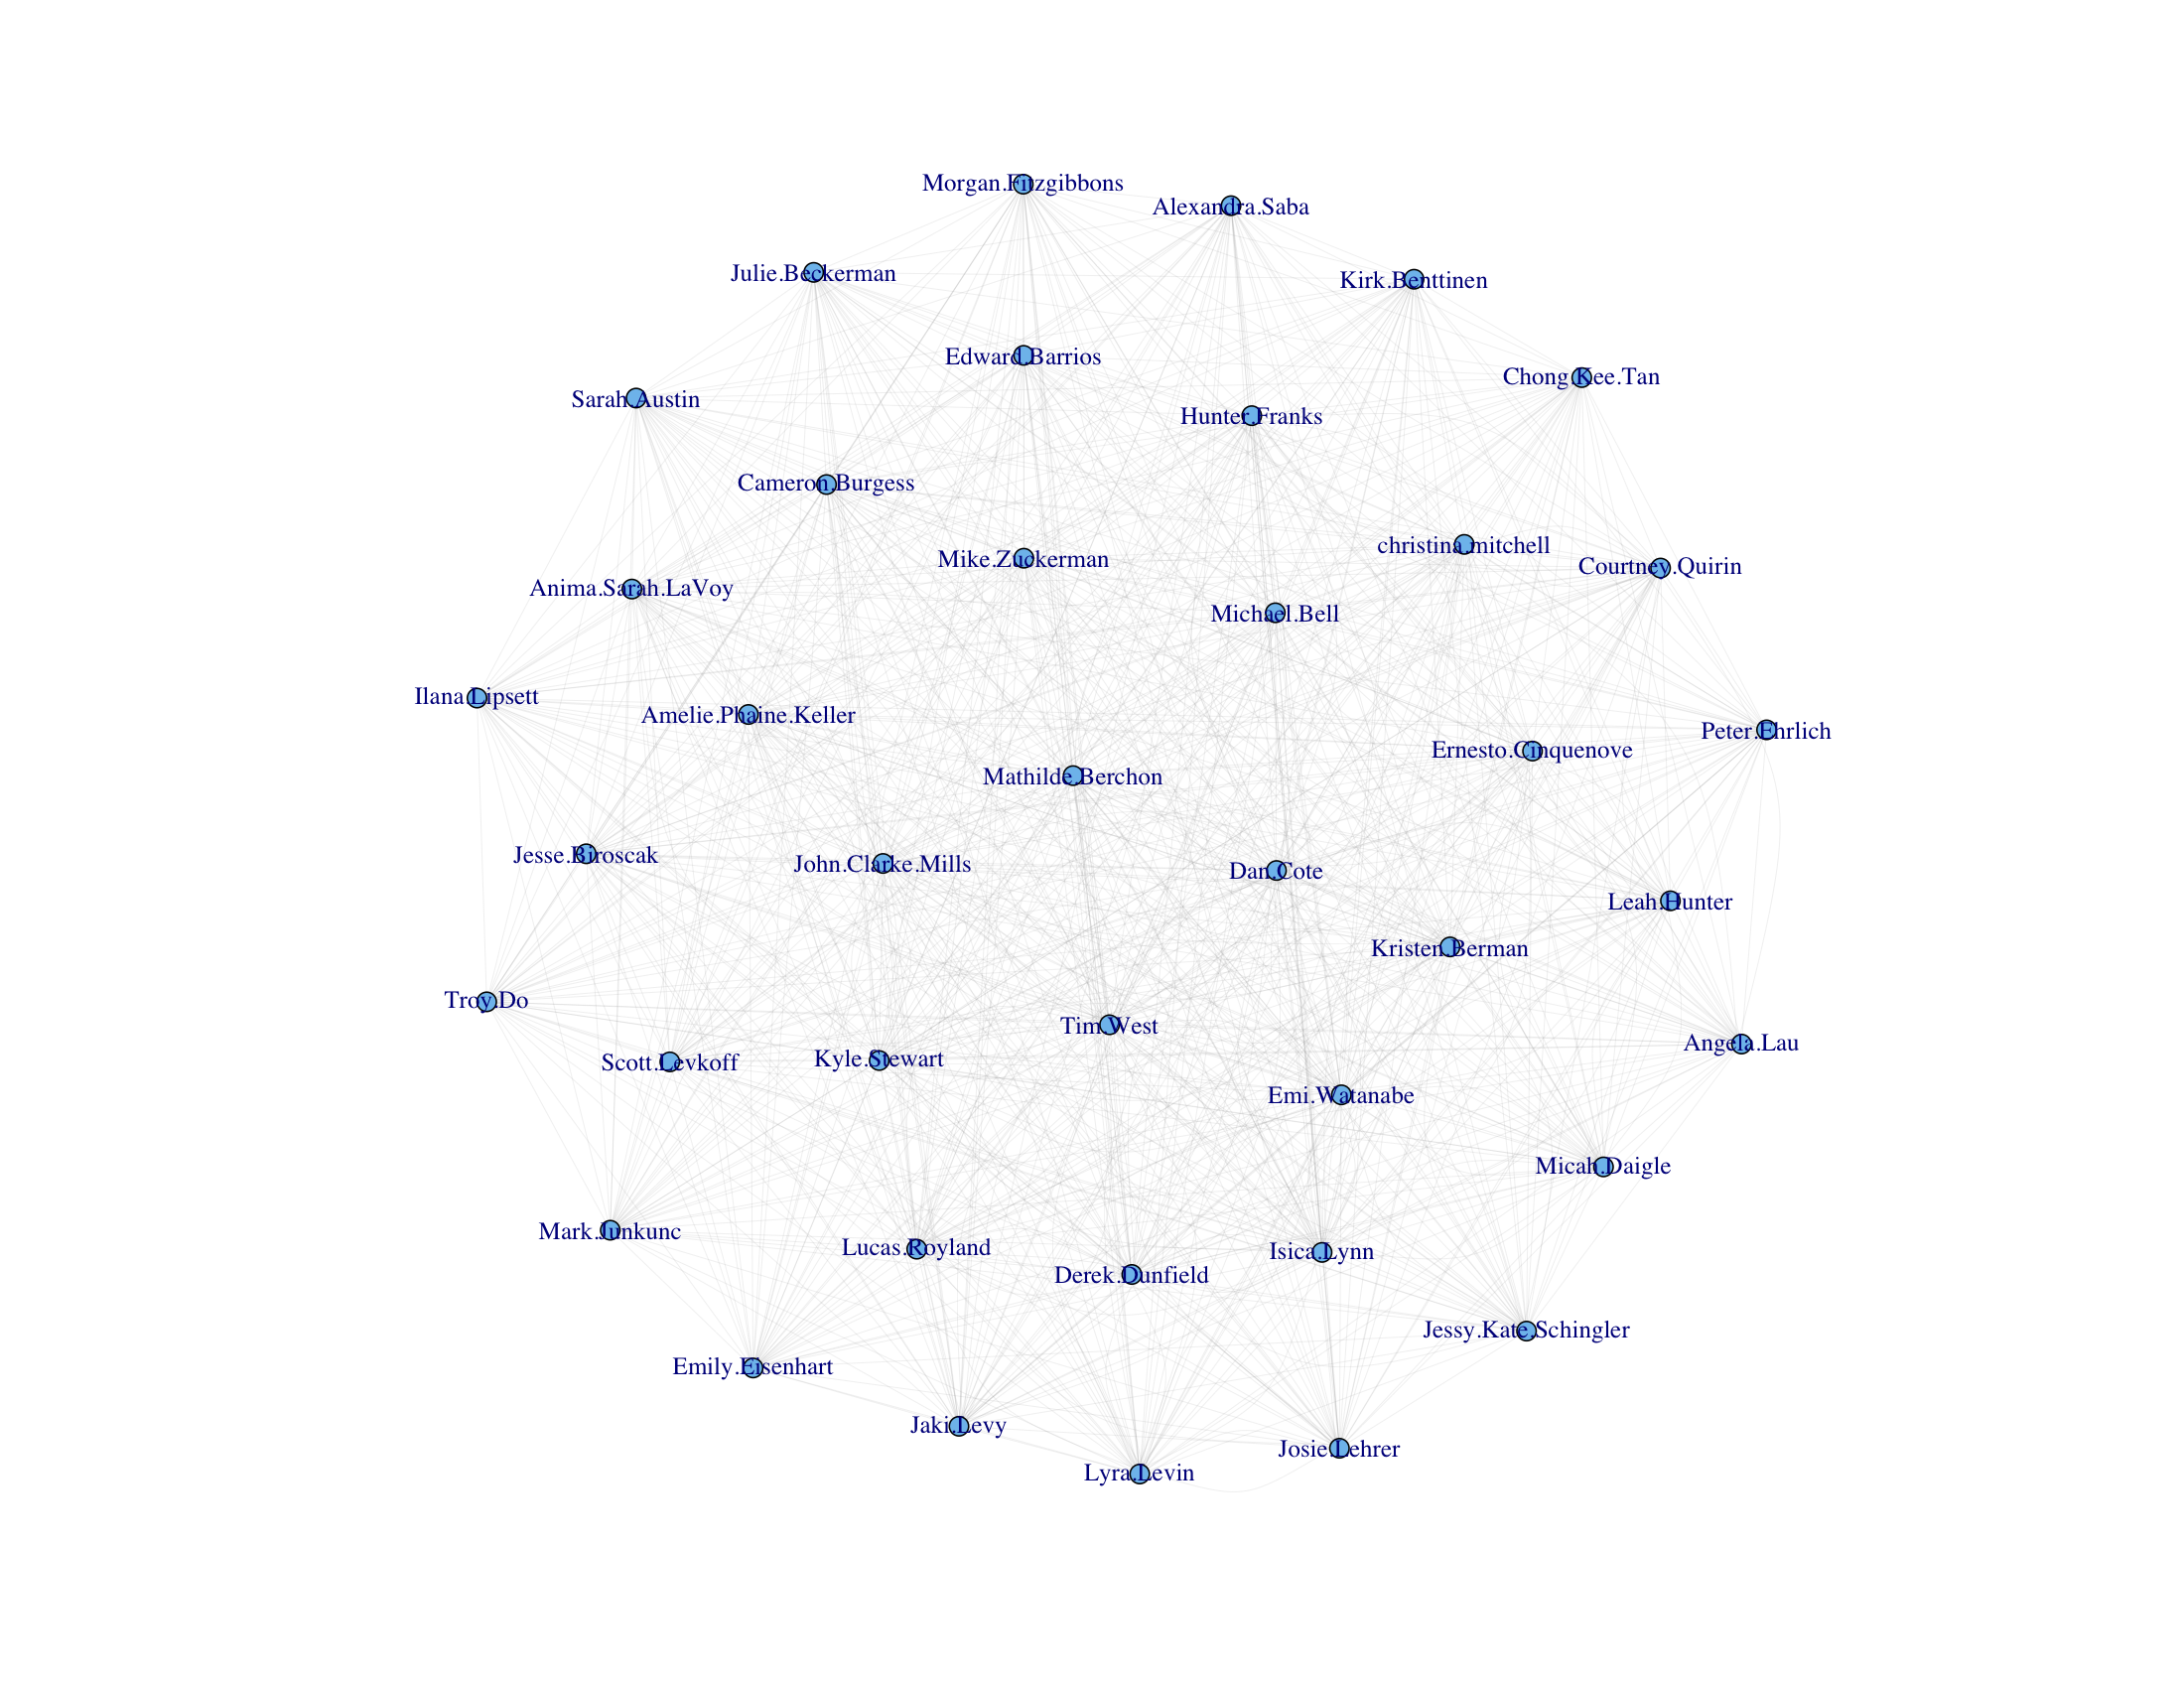 Morgan.Fitzgibbons
Alexandra.Saba
Julie.Beckerman
Kirk.Benttinen
Edward.Barrios
Chong.Kee.Tan
Sarah.Austin
Hunter.Franks
Cameron.Burgess
christina.mitchell
Mike.Zuckerman
Courtney.Quirin
Anima.Sarah.LaVoy
Michael.Bell
Ilana.Lipsett
Amelie.Phaine.Keller
Peter.Ehrlich
Ernesto.Cinquenove
Mathilde.Berchon
Jesse.Biroscak
John.Clarke.Mills
Dan.Cote
Leah.Hunter
Kristen.Berman
Troy.Do
Tim.West
Angela.Lau
Scott.Levkoff
Kyle.Stewart
Emi.Watanabe
Micah.Daigle
Mark.Junkunc
Lucas.Royland
Isica.Lynn
Derek.Dunfield
Jessy.Kate.Schingler
Emily.Eisenhart
Jaki.Levy
Josie.Lehrer
Lyra.Levin